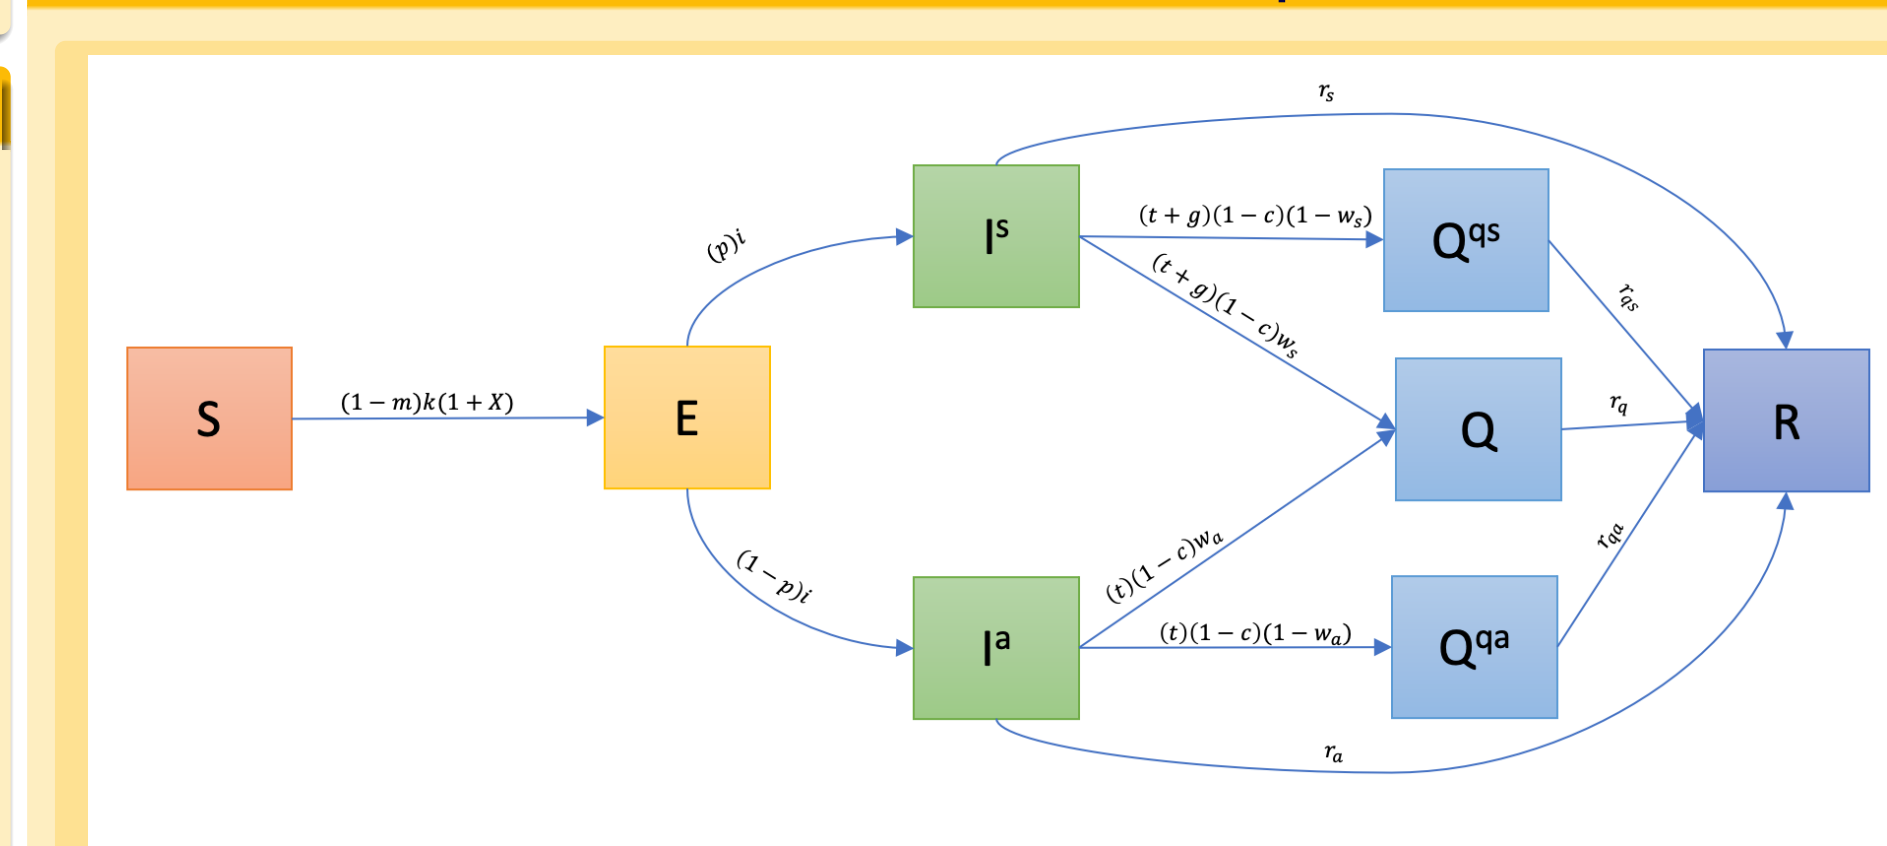 r_s
(t + g)(1 − c)(1 − w_s)
I^s
Q^qs
(p)i
(t + g)(1 − c)w_s
r_qs
S
(1 − m)k(1 + X)
E
Q
r_q
R
(1 − p)i
(t)(1 − c)w_a
r_qa
I^a
(t)(1 − c)(1 − w_a)
Q^qa
r_a